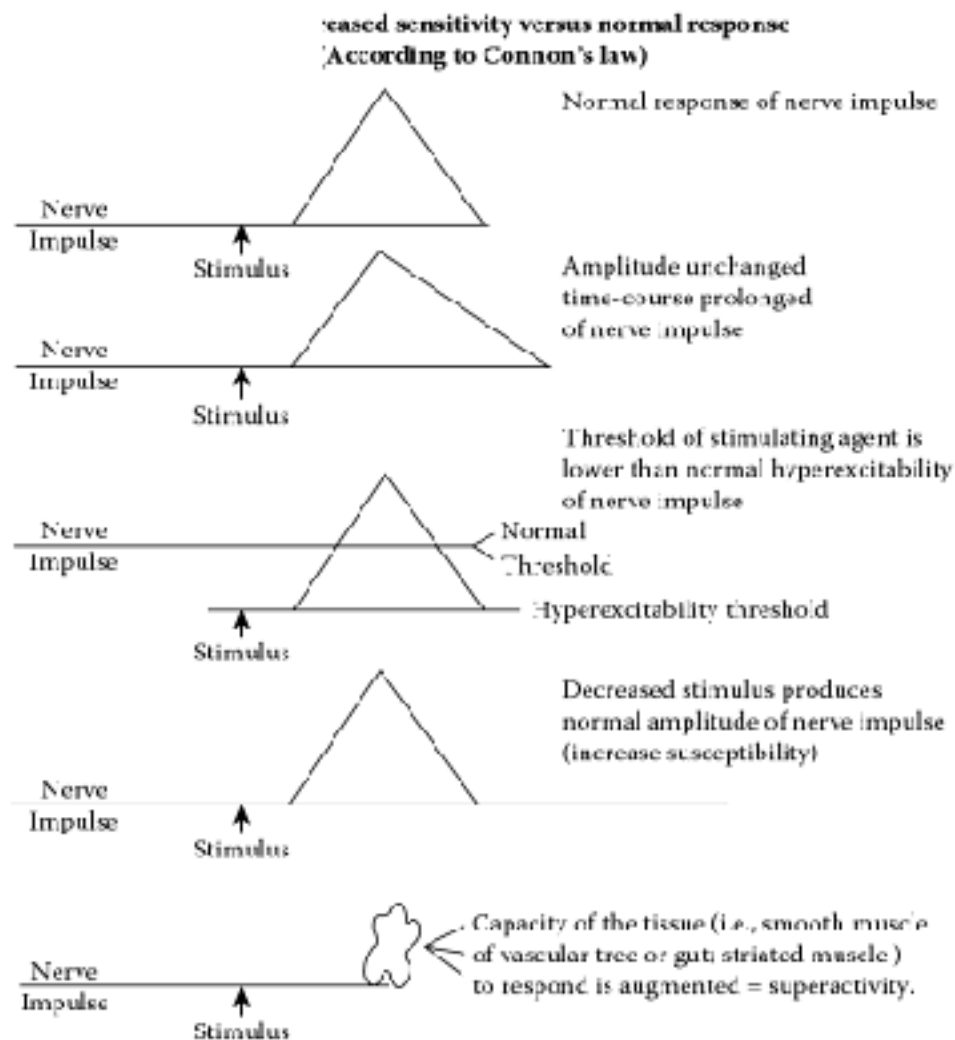 eased sensitivity versus normal response
(According to Connon's law)
Normal response of nerve impulse
Nerve
Impulse
Stimulus
Amplitude unchanged
time-course prolonged
of nerve impulse
Nerve
Impulse
Stimulus
Threshold of stimulating agent is
lower than normal hyperexcitability
of nerve impulse
Nerve
Impulse
Normal
Threshold
Hyperexcitability threshold
Stimulus
Decreased stimulus produces
normal amplitude of nerve impulse
(increase susceptibility)
Nerve
Impulse
Stimulus
Capacity of the tissue (i.e., smooth muscle
of vascular tree or gut; striated muscle)
to respond is augmented = superactivity.
Nerve
Impulse
Stimulus